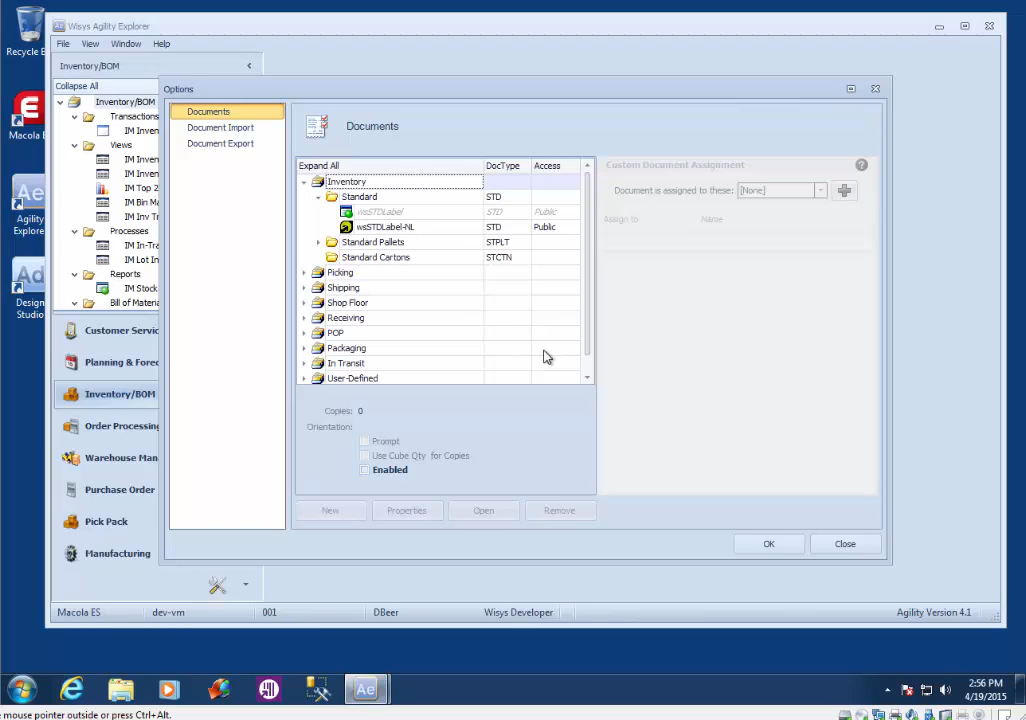 Recycle B
Wisys Agility Explorer
File View Window Help
Inventory/BOM
Collapse All
Inventory/BOM
Transactions
IM Inven
Views
IM Inven
IM Inven
IM Top 2
IM Bin Ma
IM Inv Tr
Processes
IM In-Tra
IM Lot In
Reports
IM Stock
Bill of Material
Macola
Agility
Explore
Design
Studio
Customer Servic
Planning & Forec
Inventory/BOM
Order Processing
Warehouse Man
Purchase Order
Pick Pack
Manufacturing
Options
Documents
Document Import
Document Export
Documents
Expand All DocType Access
Inventory
Standard STD
wsSTDLabel STD Public
wsSTDLabel-NL STD Public
Standard Pallets STPLT
Standard Cartons STCTN
Picking
Shipping
Shop Floor
Receiving
POP
Packaging
In Transit
User-Defined
Copies: 0
Orientation:
Prompt
Use Cube Qty for Copies
Enabled
New Properties Open Remove
Custom Document Assignment
?
Document is assigned to these: [None]
Assign to Name
OK Close
Macola ES dev-vm 001 DBeer Wisys Developer Agility Version 4.1
Ae
2:56 PM
4/19/2015
e mouse pointer outside or press Ctrl+Alt.